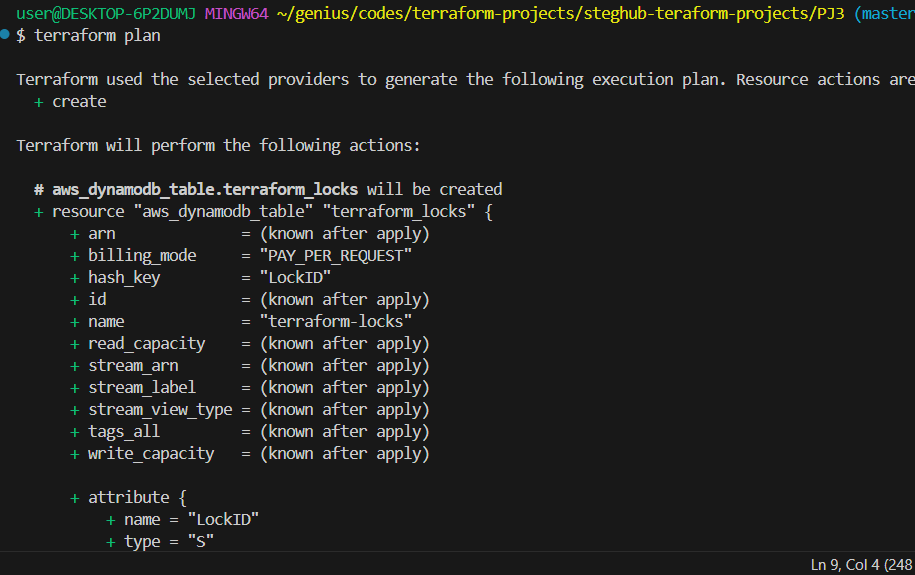 user@DESKTOP-6P2DUMJ MINGW64 ~/genius/codes/terraform-projects/steghub-teraform-projects/PJ3 (master
$ terraform plan
Terraform used the selected providers to generate the following execution plan. Resource actions are
+ create
Terraform will perform the following actions:
# aws_dynamodb_table.terraform_locks will be created
+ resource "aws_dynamodb_table" "terraform_locks" {
+ arn = (known after apply)
+ billing_mode = "PAY_PER_REQUEST"
+ hash_key = "LockID"
+ id = (known after apply)
+ name = "terraform-locks"
+ read_capacity = (known after apply)
+ stream_arn = (known after apply)
+ stream_label = (known after apply)
+ stream_view_type = (known after apply)
+ tags_all = (known after apply)
+ write_capacity = (known after apply)
+ attribute {
+ name = "LockID"
+ type = "S"
Ln 9, Col 4 (248